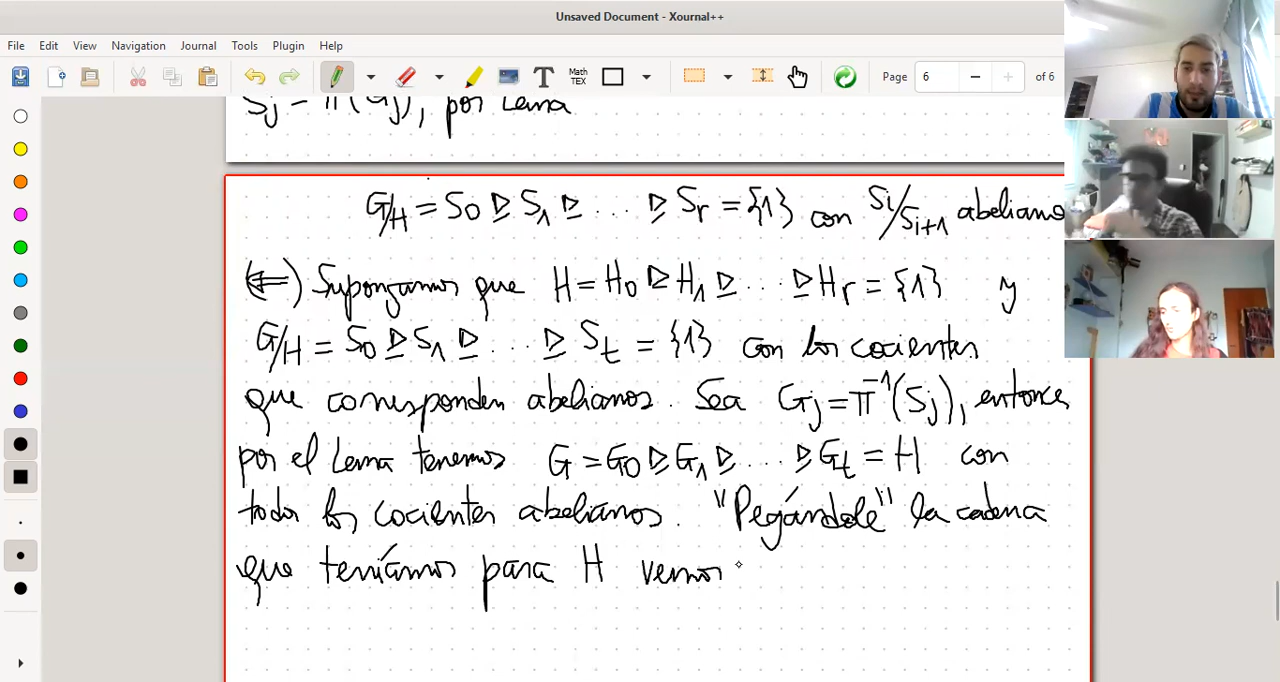 Unsaved Document - Xournal++
File Edit View Navigation Journal Tools Plugin Help
Math TEX Page 6 of 6
Sj = π(Gj), por Lema
G/H = S0 ⊵ S1 ⊵ ... ⊵ Sr = {1} con Si/Si+1 abeliano
(⇐) Supongamos que H = H0 ⊵ H1 ⊵ ... ⊵ Hr = {1} y
G/H = S0 ⊵ S1 ⊵ ... ⊵ St = {1} con los cocientes
que corresponden abelianos. Sea Gj = π⁻¹(Sj), entonces
por el Lema tenemos G = G0 ⊵ G1 ⊵ ... ⊵ Gt = H con
todos los cocientes abelianos. "Pegándole" la cadena
que teníamos para H vemos